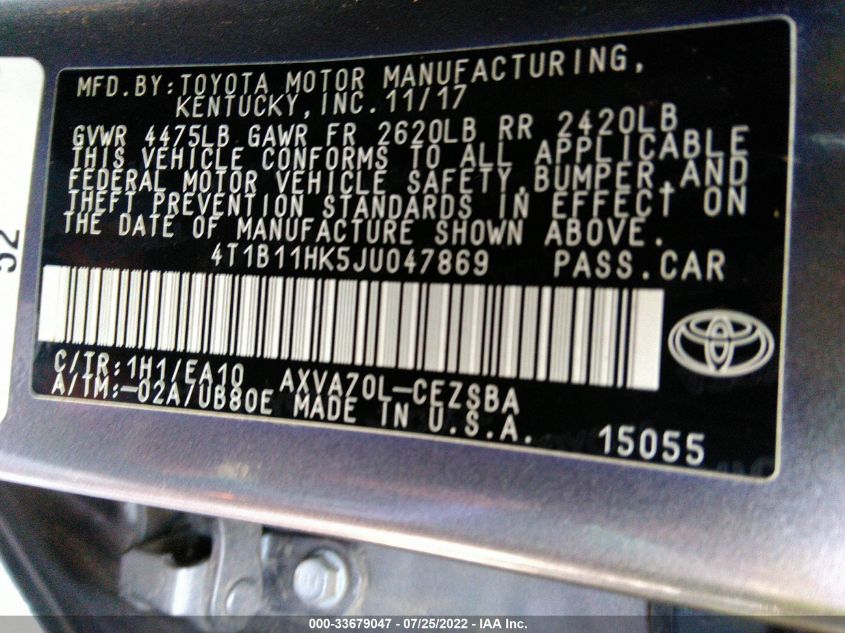 MFD.BY:TOYOTA MOTOR MANUFACTURING,
KENTUCKY,INC.11/17
GVWR 4475LB GAWR FR 2620LB RR 2420LB
THIS VEHICLE CONFORMS TO ALL APPLICABLE
FEDERAL MOTOR VEHICLE SAFETY,BUMPER,AND
THEFT PREVENTION STANDARDS IN EFFECT ON
THE DATE OF MANUFACTURE SHOWN ABOVE.
4T1B11HK5JU047869 PASS.CAR
C/TR:1H1/EA10 AXVA70L-CEZSBA
A/TM:-02A/UB80E MADE IN U.S.A.
15055
000-33679047 - 07/25/2022 - IAA Inc.